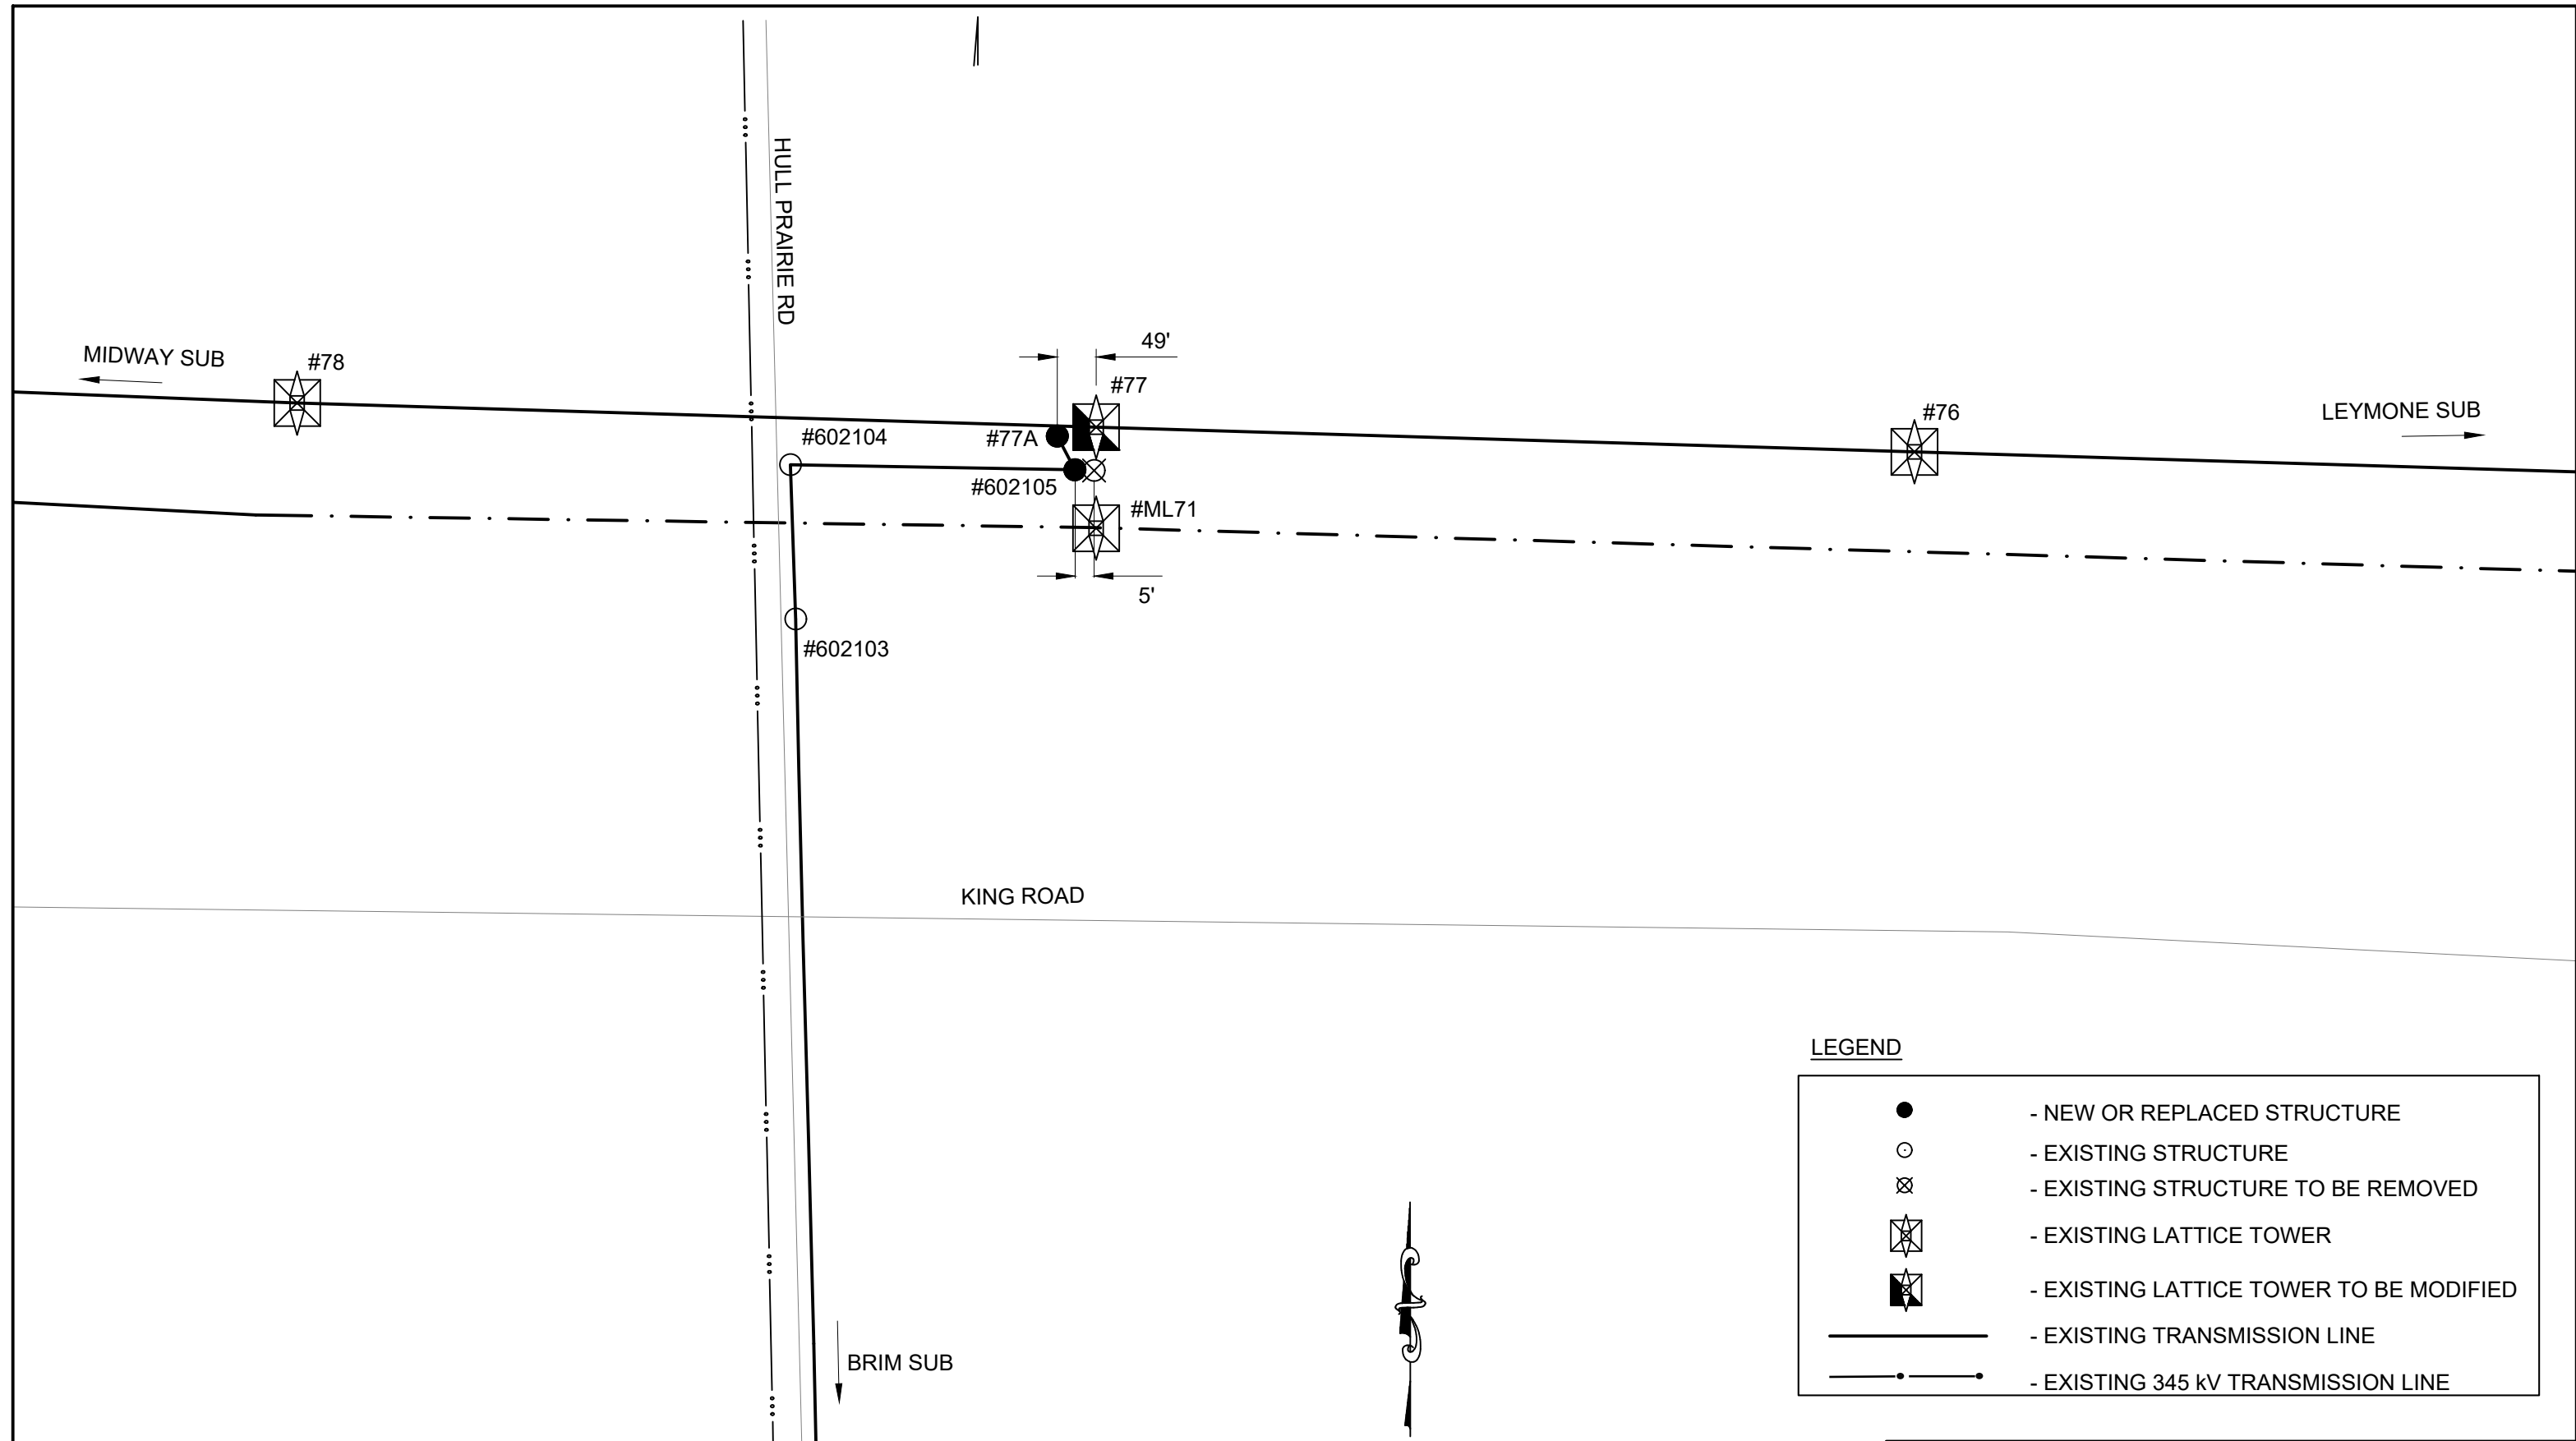 HULL PRAIRIE RD
MIDWAY SUB
#78
49'
#77
#76
LEYMONE SUB
#602104
#77A
#602105
#ML71
5'
#602103
KING ROAD
BRIM SUB
LEGEND
- NEW OR REPLACED STRUCTURE
- EXISTING STRUCTURE
- EXISTING STRUCTURE TO BE REMOVED
- EXISTING LATTICE TOWER
- EXISTING LATTICE TOWER TO BE MODIFIED
- EXISTING TRANSMISSION LINE
- EXISTING 345 kV TRANSMISSION LINE